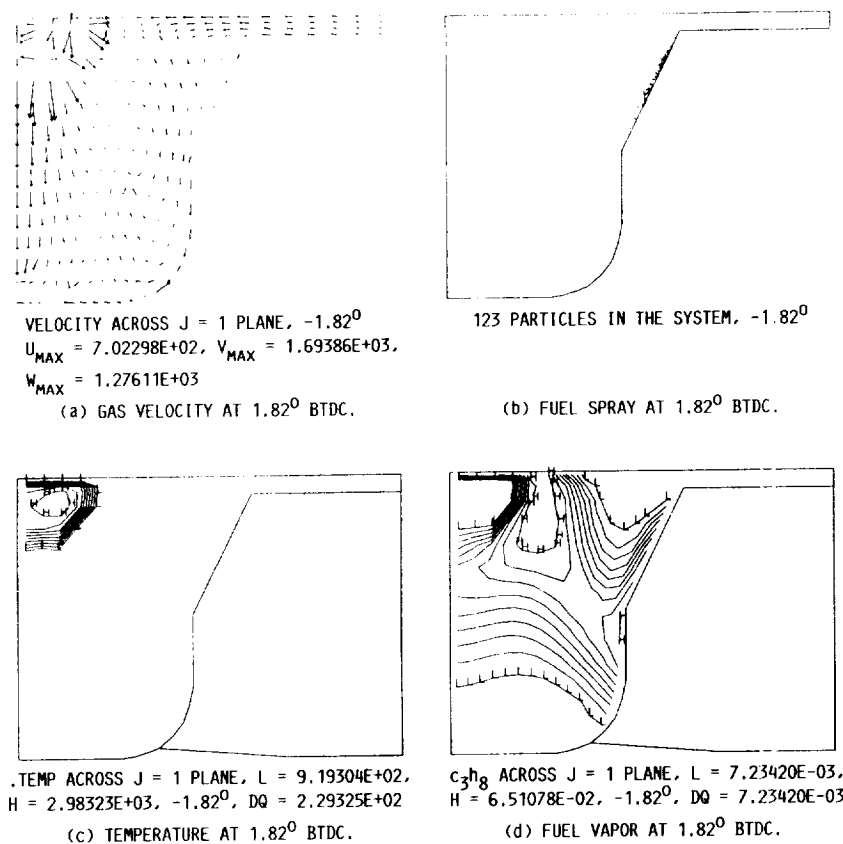 VELOCITY ACROSS J = 1 PLANE, -1.82⁰
U_MAX = 7.02298E+02, V_MAX = 1.69386E+03,
W_MAX = 1.27611E+03
(a) GAS VELOCITY AT 1.82⁰ BTDC.
123 PARTICLES IN THE SYSTEM, -1.82⁰
(b) FUEL SPRAY AT 1.82⁰ BTDC.
.TEMP ACROSS J = 1 PLANE, L = 9.19304E+02,
H = 2.98323E+03, -1.82⁰, DQ = 2.29325E+02
(c) TEMPERATURE AT 1.82⁰ BTDC.
c₃h₈ ACROSS J = 1 PLANE, L = 7.23420E-03,
H = 6.51078E-02, -1.82⁰, DQ = 7.23420E-03
(d) FUEL VAPOR AT 1.82⁰ BTDC.